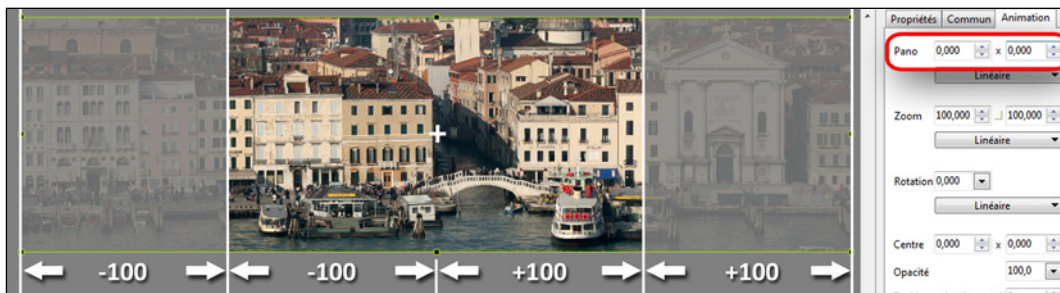 Propriétés Commun Animation
Pano 0,000 x 0,000
Linéaire
Zoom 100,000 100,000
Linéaire
Rotation 0,000
Linéaire
Centre 0,000 x 0,000
Opacité 100,0
-100 -100 +100 +100